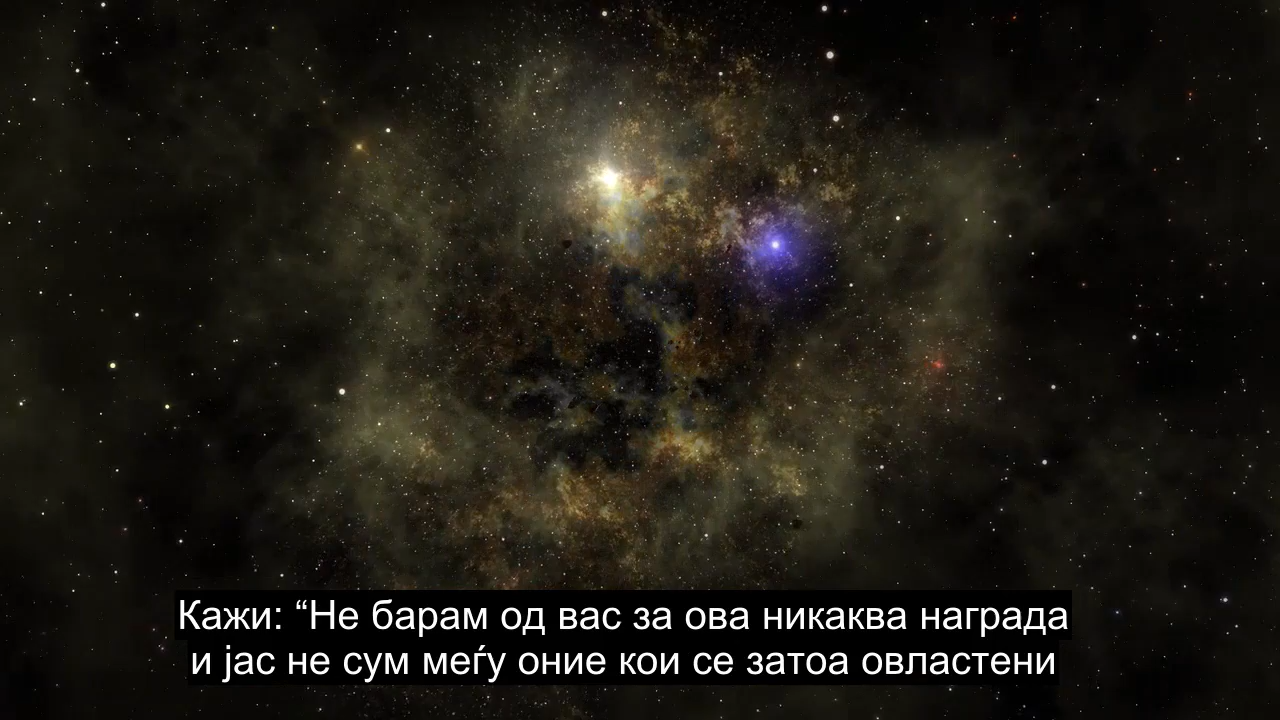 Кажи: “Не барам од вас за ова никаква награда
и јас не сум меѓу оние кои се затоа овластени